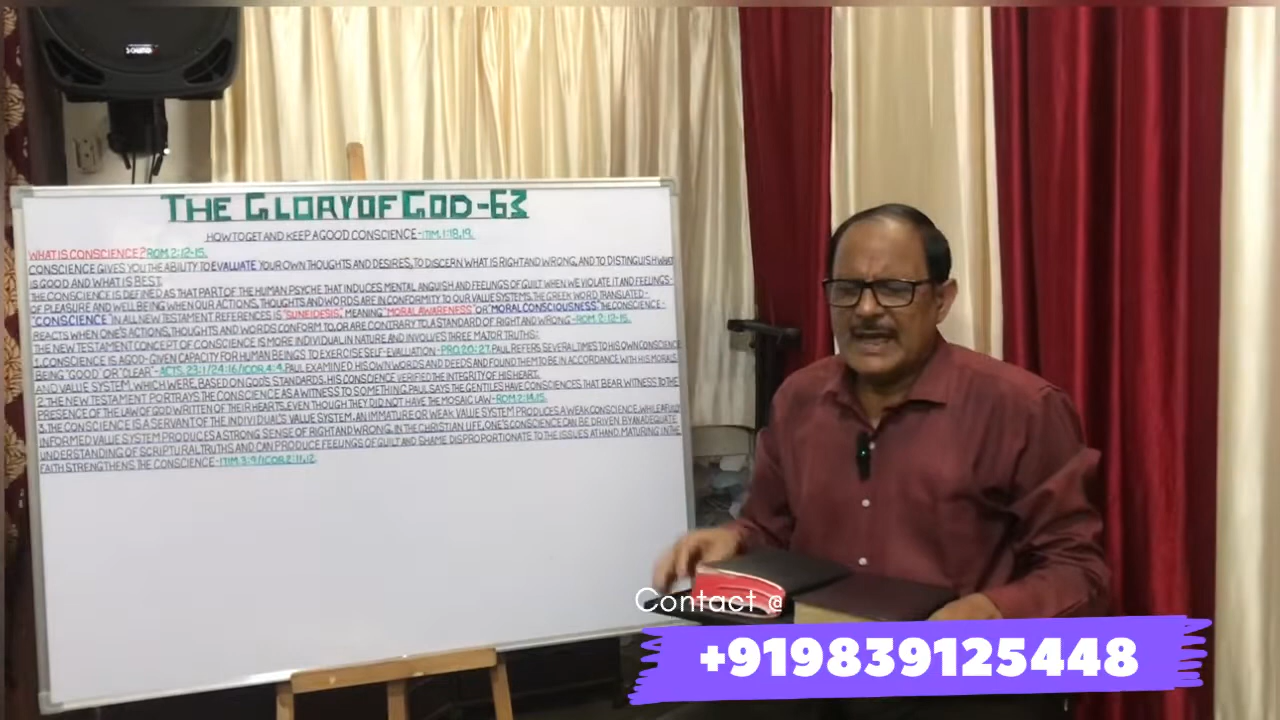 THE GLORY OF GOD -63
HOW TO GET AND KEEP A GOOD CONSCIENCE-1TIM.1:18,19.
WHAT IS CONSCIENCE? ROM.2:12-15.
CONSCIENCE GIVES YOU THE ABILITY TO EVALUATE YOUR OWN THOUGHTS AND DESIRES, TO DISCERN WHAT IS RIGHT AND WRONG, AND TO DISTINGUISH WHAT
IS GOOD AND WHAT IS BEST.
THE CONSCIENCE IS DEFINED AS THAT PART OF THE HUMAN PSYCHE THAT INDUCES MENTAL ANGUISH AND FEELINGS OF GUILT WHEN WE VIOLATE IT AND FEELINGS-
OF PLEASURE AND WELL BEING WHEN OUR ACTIONS, THOUGHTS AND WORDS ARE IN CONFORMITY TO OUR VALUE SYSTEMS. THE GREEK WORD TRANSLATED-
"CONSCIENCE" IN ALL NEW TESTAMENT REFERENCES IS "SUNEIDESIS", MEANING "MORAL AWARENESS" OR "MORAL CONSCIOUSNESS. THE CONSCIENCE-
REACTS WHEN ONE'S ACTIONS, THOUGHTS AND WORDS CONFORM TO, OR ARE CONTRARY TO A STANDARD OF RIGHT AND WRONG-ROM.2:12-15.
THE NEW TESTAMENT CONCEPT OF CONSCIENCE IS MORE INDIVIDUAL IN NATURE AND INVOLVES THREE MAJOR TRUTHS:
1. CONSCIENCE IS A GOD-GIVEN CAPACITY FOR HUMAN BEINGS TO EXERCISE SELF-EVALUATION-PRO.20:27. PAUL REFERS SEVERAL TIMES TO HIS OWN CONSCIENCE
BEING "GOOD" OR "CLEAR"-ACTS.23:1/24:16/1COR.4:4. PAUL EXAMINED HIS OWN WORDS AND DEEDS AND FOUND THEM TO BE IN ACCORDANCE WITH HIS MORALS
AND VALUE SYSTEM, WHICH WERE, BASED ON GOD'S STANDARDS. HIS CONSCIENCE VERIFIED THE INTEGRITY OF HIS HEART.
2. THE NEW TESTAMENT PORTRAYS THE CONSCIENCE AS A WITNESS TO SOMETHING. PAUL SAYS THE GENTILES HAVE CONSCIENCES THAT BEAR WITNESS TO THE
PRESENCE OF THE LAW OF GOD WRITTEN OF THEIR HEARTS, EVEN THOUGH THEY DID NOT HAVE THE MOSAIC LAW-ROM.2:14,15.
3. THE CONSCIENCE IS A SERVANT OF THE INDIVIDUAL'S VALUE SYSTEM. AN IMMATURE OR WEAK VALUE SYSTEM PRODUCES A WEAK CONSCIENCE, WHILE A FULLY
INFORMED VALUE SYSTEM PRODUCES A STRONG SENSE OF RIGHT AND WRONG. IN THE CHRISTIAN LIFE, ONE'S CONSCIENCE CAN BE DRIVEN BY AN ADEQUATE
UNDERSTANDING OF SCRIPTURAL TRUTHS AND CAN PRODUCE FEELINGS OF GUILT AND SHAME DISPROPORTIONATE TO THE ISSUES AT HAND. MATURING IN THE
FAITH STRENGTHENS THE CONSCIENCE-1TIM.3:9/1COR.2:11,12.
Contact @
+919839125448